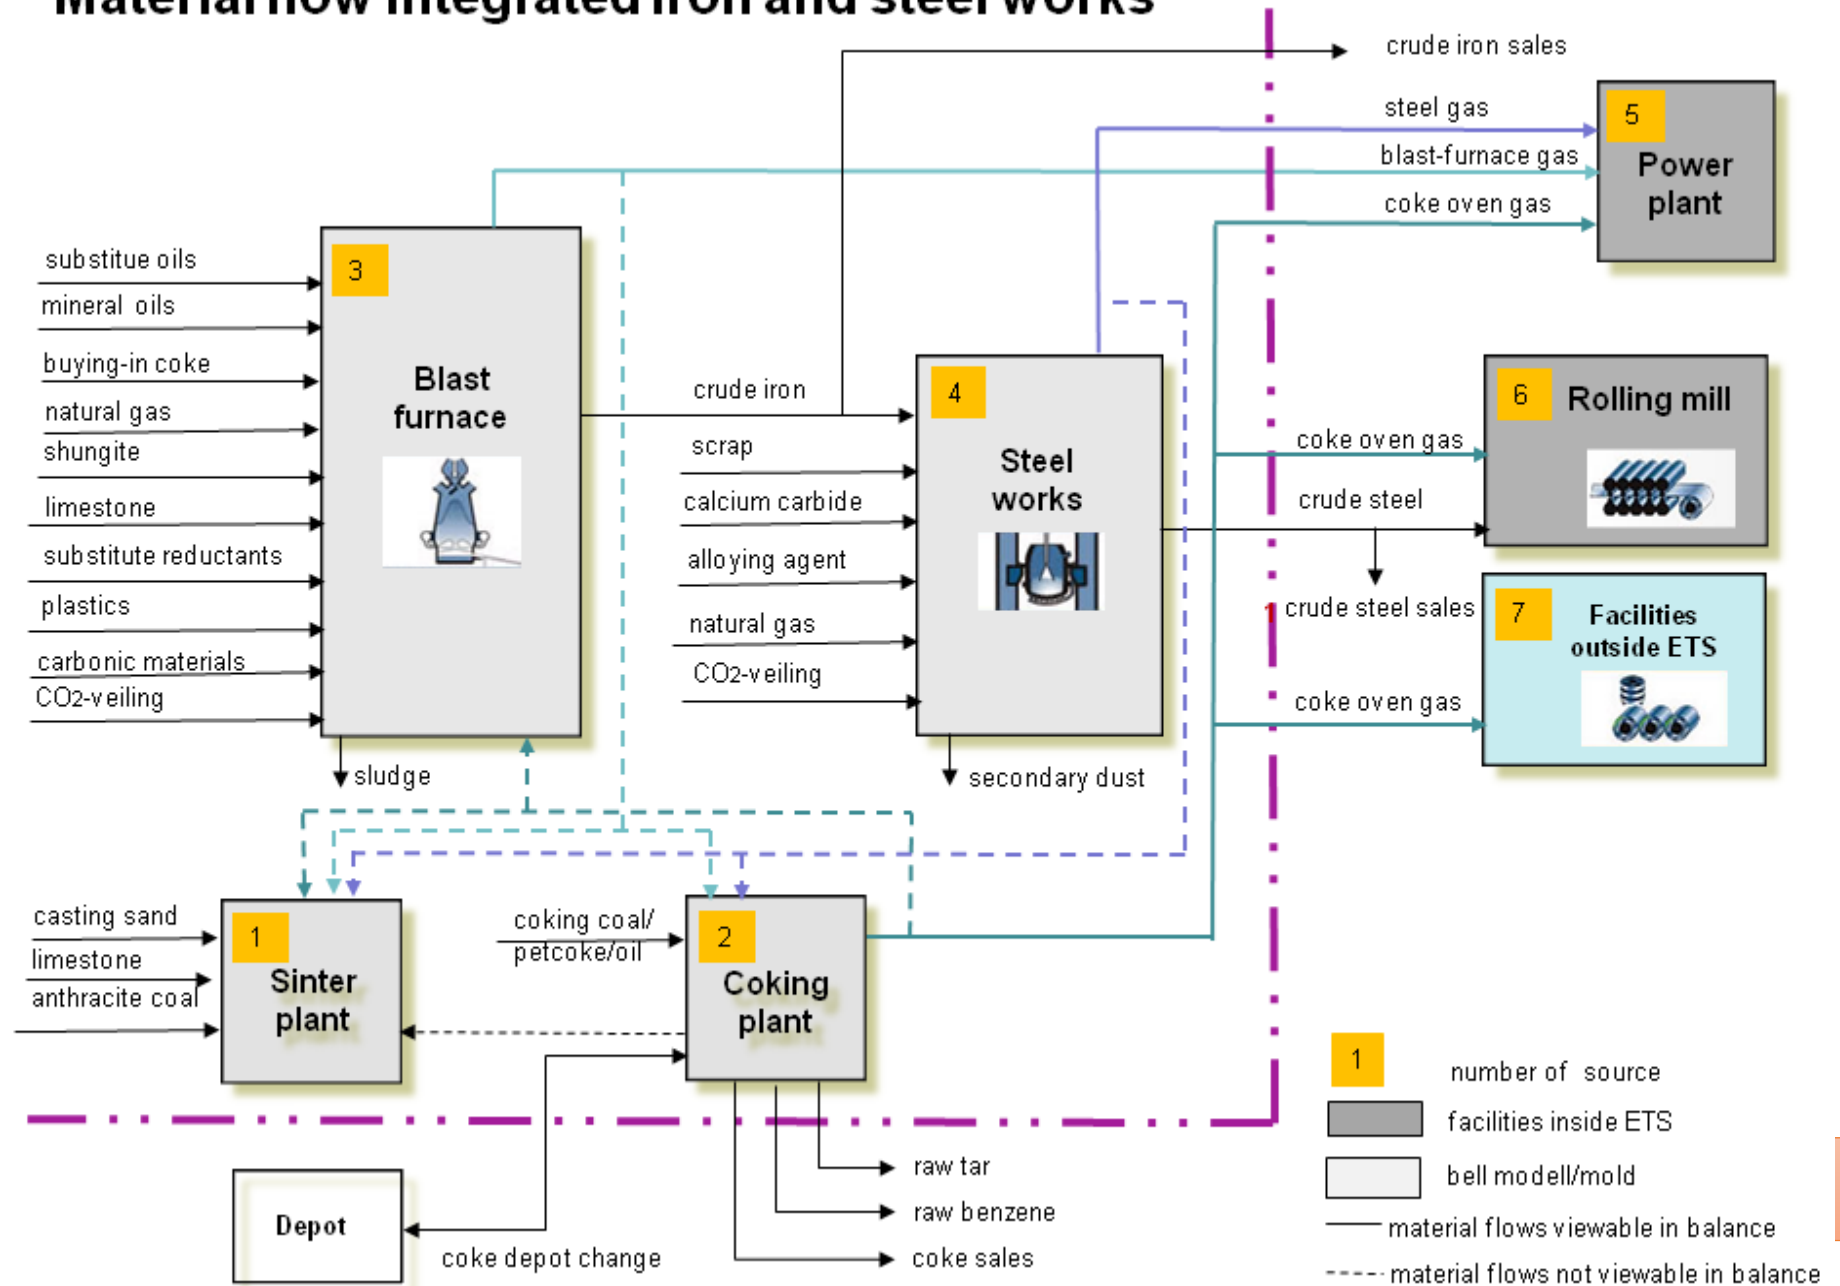 Material flow integrated iron and steel works
crude iron sales
steel gas
blast-furnace gas
coke oven gas
5
Power
plant
substitue oils
mineral oils
buying-in coke
natural gas
shungite
limestone
substitute reductants
plastics
carbonic materials
CO2-veiling
3
Blast
furnace
sludge
crude iron
scrap
calcium carbide
alloying agent
natural gas
CO2-veiling
4
Steel
works
secondary dust
coke oven gas
crude steel
crude steel sales
coke oven gas
6
Rolling mill
7
Facilities
outside ETS
casting sand
limestone
anthracite coal
1
Sinter
plant
coking coal/
petcoke/oil
2
Coking
plant
Depot
coke depot change
raw tar
raw benzene
coke sales
1
number of source
facilities inside ETS
bell modell/mold
material flows viewable in balance
material flows not viewable in balance